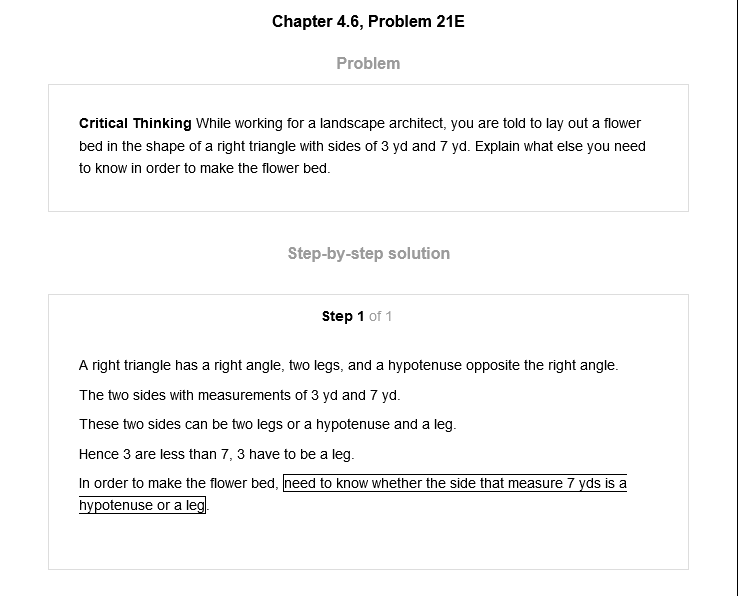 Chapter 4.6, Problem 21E
Problem
Critical Thinking While working for a landscape architect, you are told to lay out a flower
bed in the shape of a right triangle with sides of 3 yd and 7 yd. Explain what else you need
to know in order to make the flower bed.
Step-by-step solution
Step 1 of 1
A right triangle has a right angle, two legs, and a hypotenuse opposite the right angle.
The two sides with measurements of 3 yd and 7 yd.
These two sides can be two legs or a hypotenuse and a leg.
Hence 3 are less than 7, 3 have to be a leg.
In order to make the flower bed, need to know whether the side that measure 7 yds is a
hypotenuse or a leg.